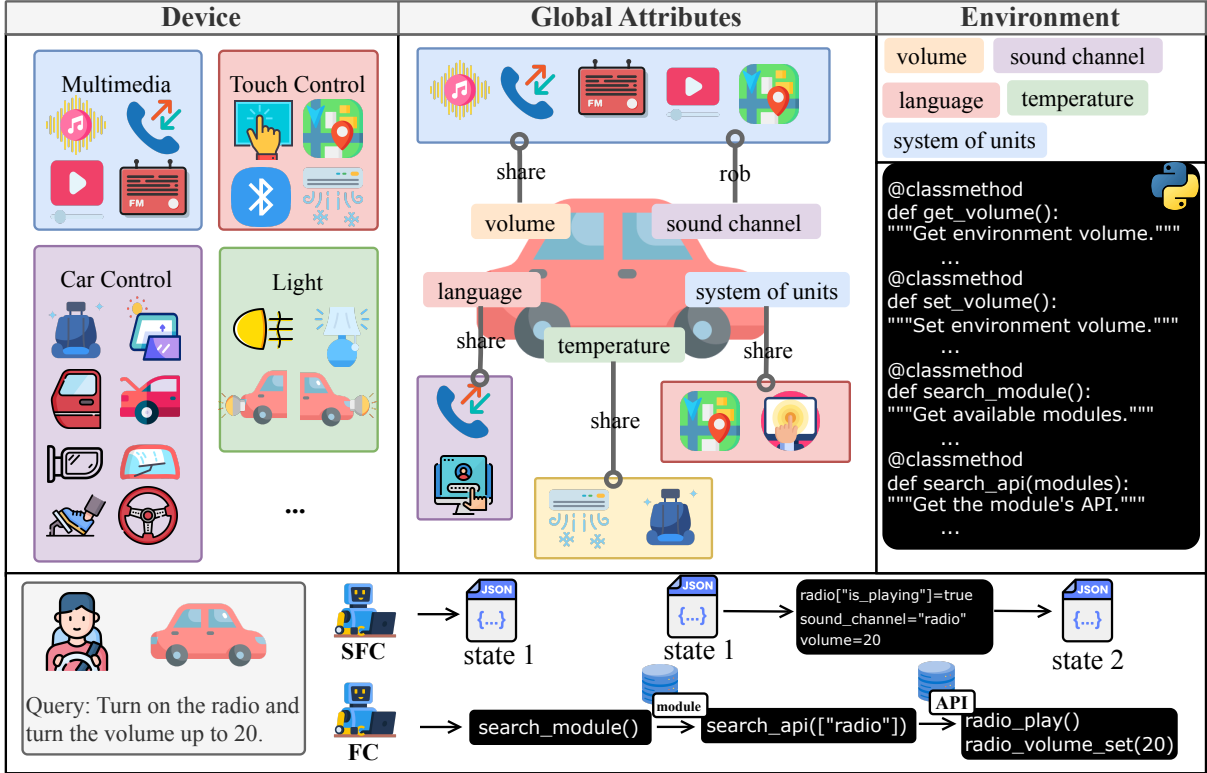 Device
Global Attributes
Environment
Multimedia
FM
Touch Control
Car Control
Light
...
FM
share
rob
volume
sound channel
language
system of units
share
temperature
share
share
volume
sound channel
language
temperature
system of units
@classmethod
def get_volume():
"""Get environment volume."""
...
@classmethod
def set_volume():
"""Set environment volume."""
...
@classmethod
def search_module():
"""Get available modules."""
...
@classmethod
def search_api(modules):
"""Get the module's API."""
...
Query: Turn on the radio and
turn the volume up to 20.
SFC
JSON
{...}
state 1
JSON
{...}
state 1
radio["is_playing"]=true
sound_channel="radio"
volume=20
JSON
{...}
state 2
FC
search_module()
module
search_api(["radio"])
API
radio_play()
radio_volume_set(20)